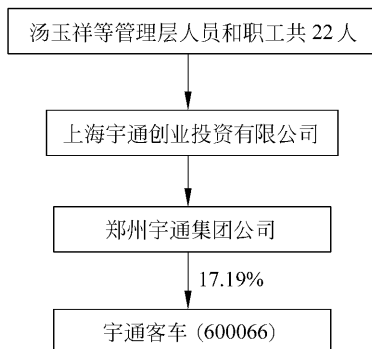 汤玉祥等管理层人员和职工共 22 人
上海宇通创业投资有限公司
郑州宇通集团公司
17.19%
宇通客车 (600066)